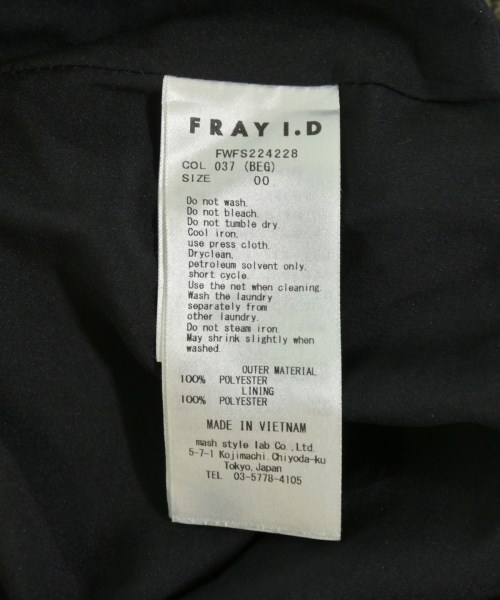 FRAY I.D
FWFS224228
COL 037 (BEG)
SIZE 00
Do not wash.
Do not bleach.
Do not tumble dry.
Cool iron.
use press cloth.
Dryclean.
petroleum solvent only.
short cycle.
Use the net when cleaning.
Wash the laundry
separately from
other laundry.
Do not steam iron.
May shrink slightly when
washed.
OUTER MATERIAL
100% POLYESTER
LINING
100% POLYESTER
MADE IN VIETNAM
mash style lab Co., Ltd.
5-7-1 Kojimachi. Chiyoda-ku
Tokyo, Japan
TEL 03-5778-4105